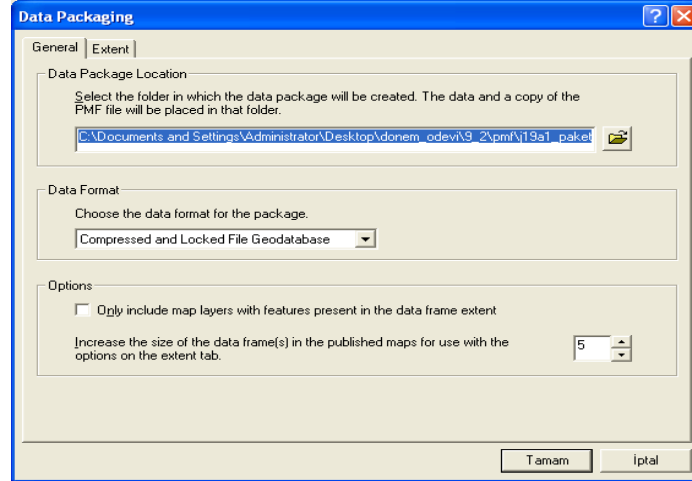 Data Packaging
General
Extent
Data Package Location
Select the folder in which the data package will be created. The data and a copy of the
PMF file will be placed in that folder.
C:\Documents and Settings\Administrator\Desktop\donem_odevi\9_2\pmf\j19a1_paket
Data Format
Choose the data format for the package.
Compressed and Locked File Geodatabase
Options
Only include map layers with features present in the data frame extent
Increase the size of the data frame(s) in the published maps for use with the
options on the extent tab.
5
Tamam
İptal